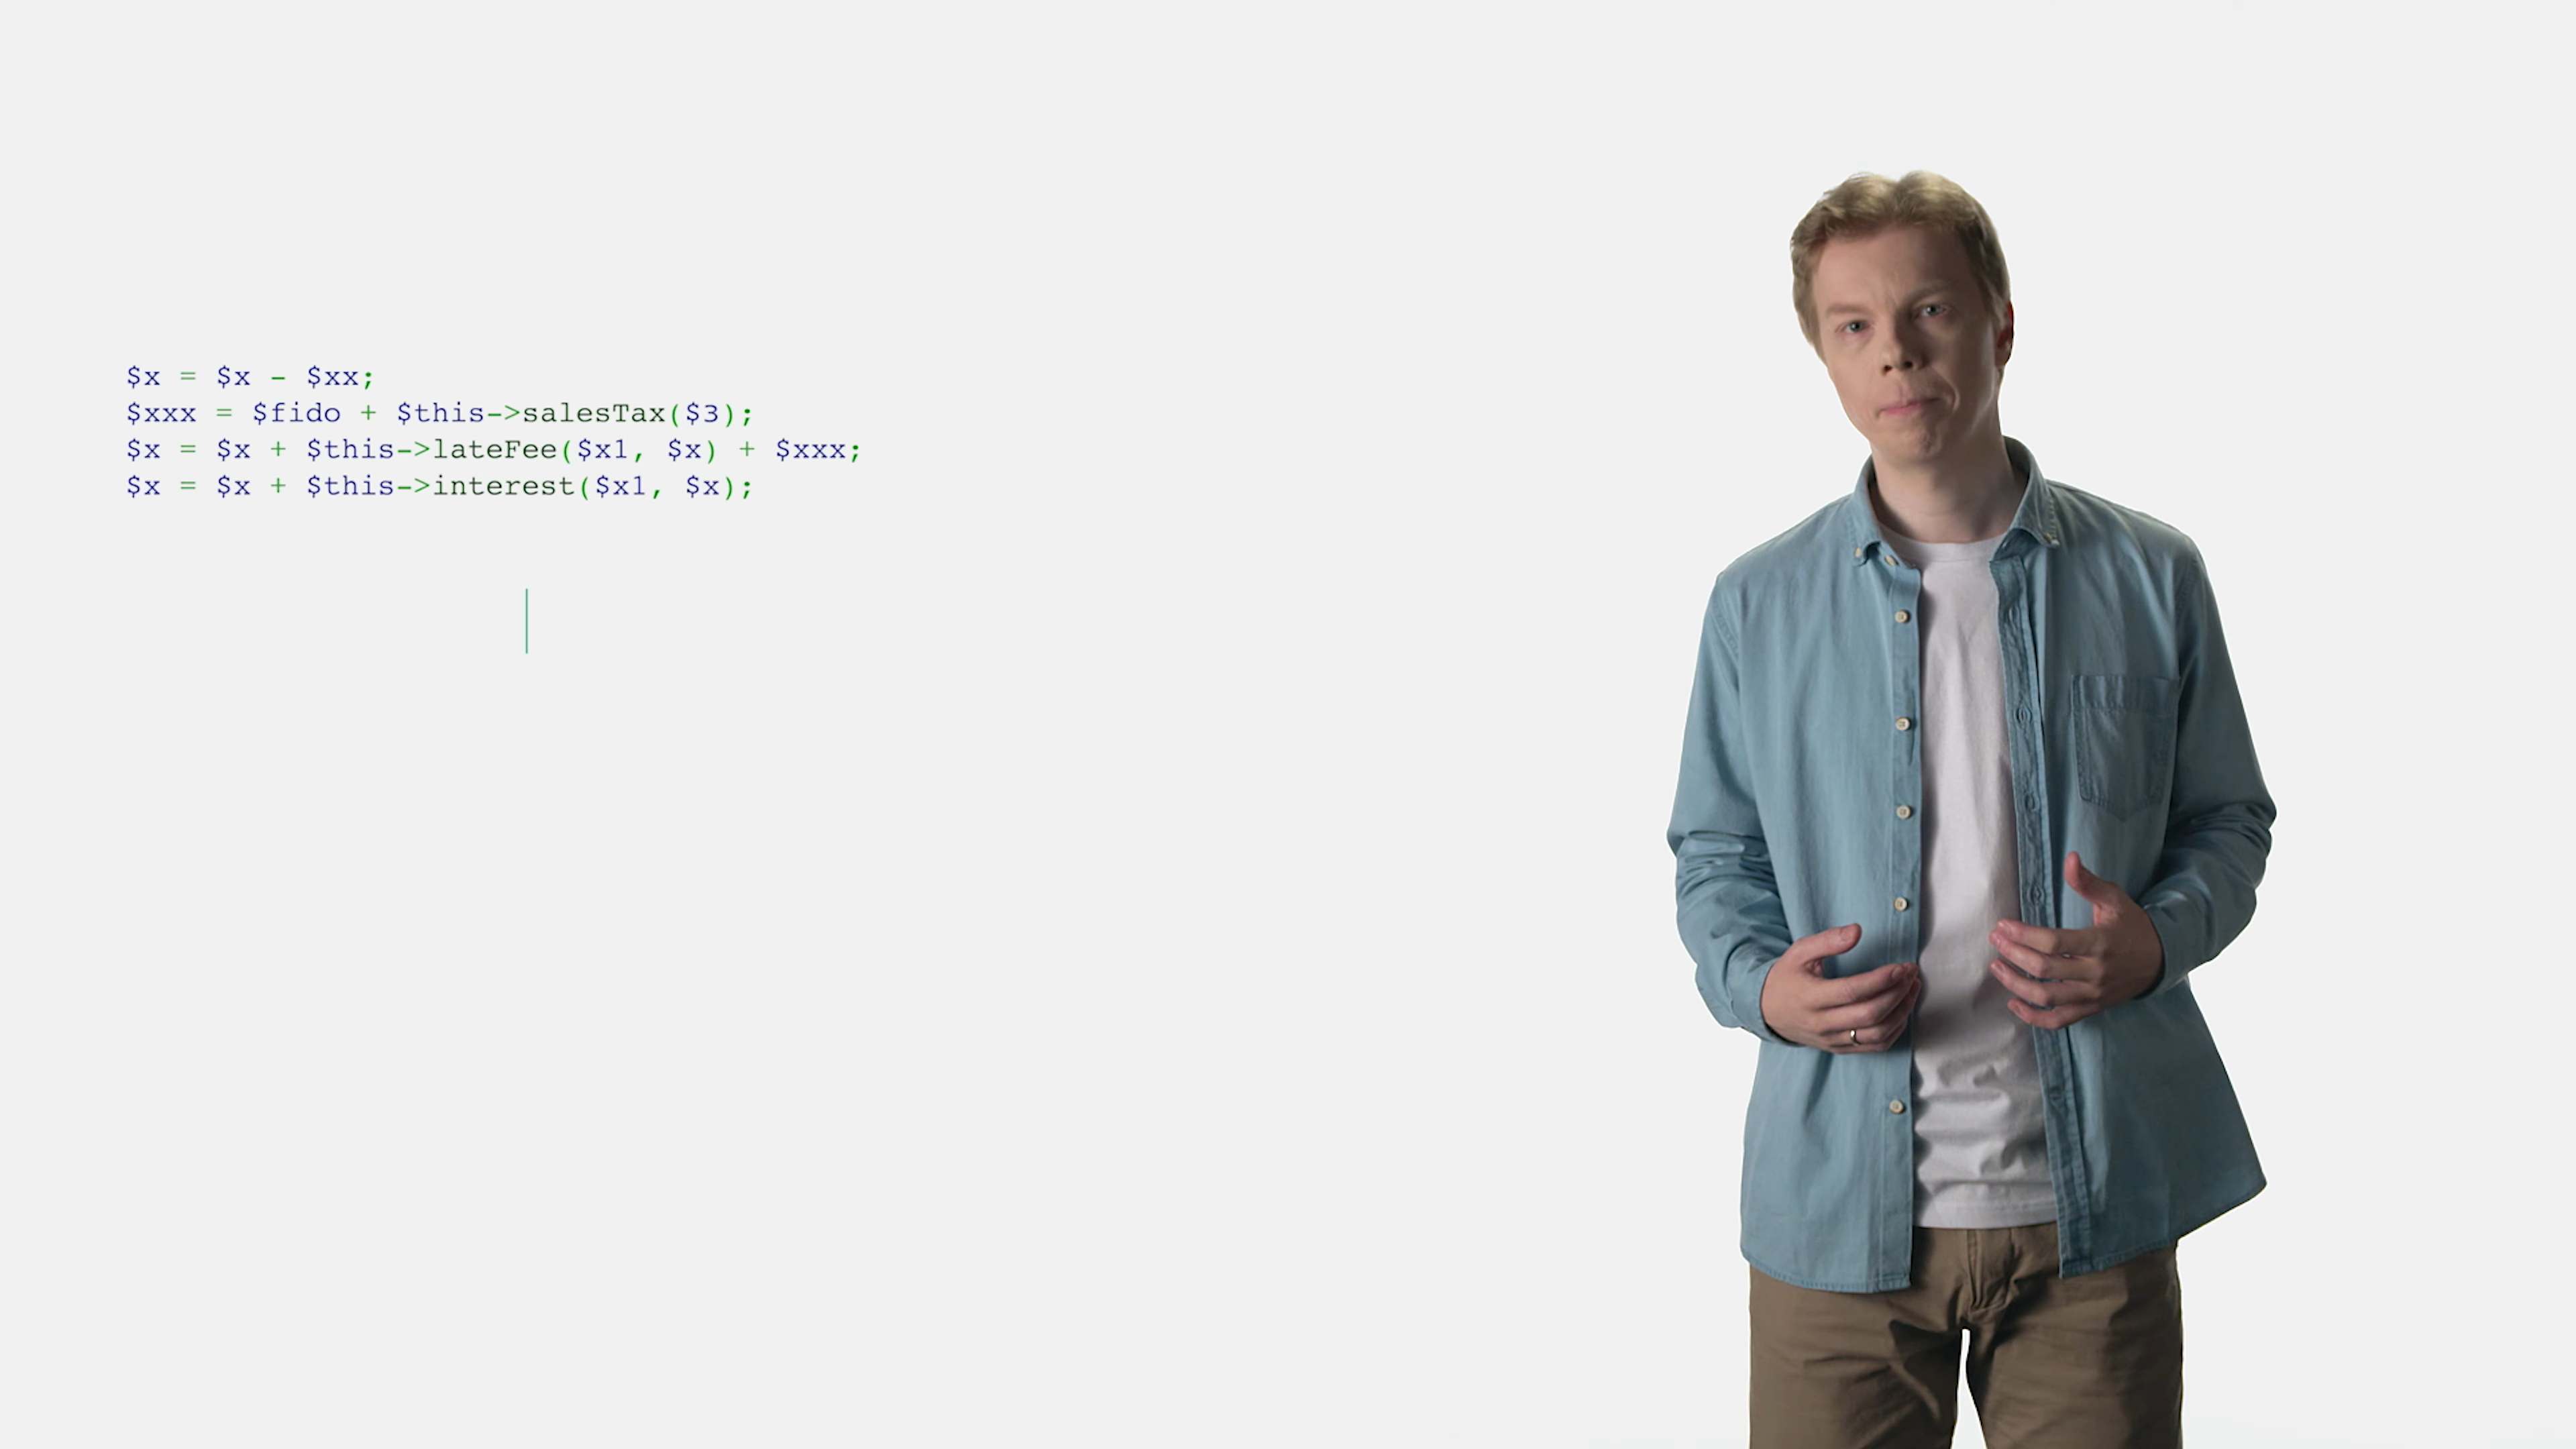 $x = $x - $xx;
$xxx = $fido + $this->salesTax($3);
$x = $x + $this->lateFee($x1, $x) + $xxx;
$x = $x + $this->interest($x1, $x);